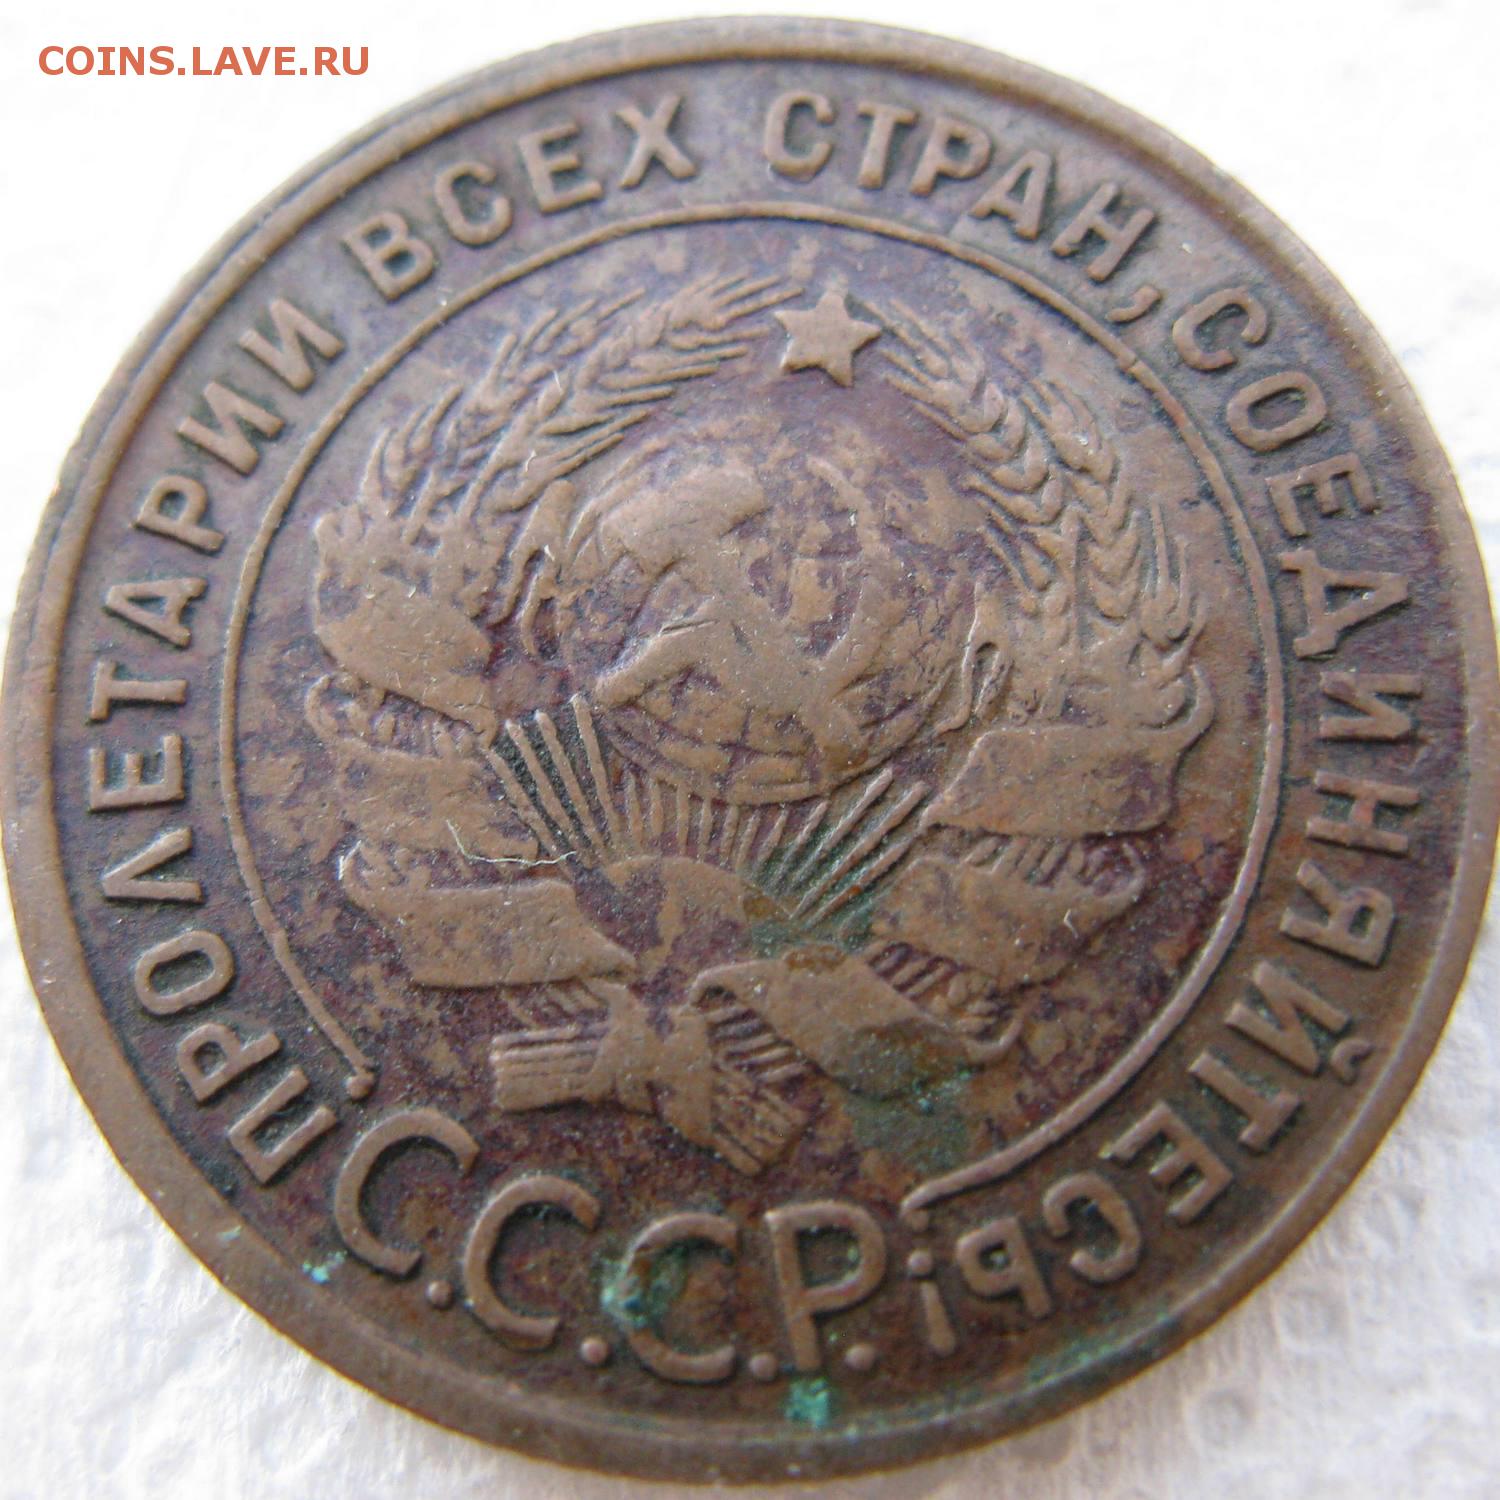 COINS.LAVE.RU
ПРОЛЕТАРИИ ВСЕХ СТРАН, СОЕДИНЯЙТЕСЬ!
С.С.С.Р.